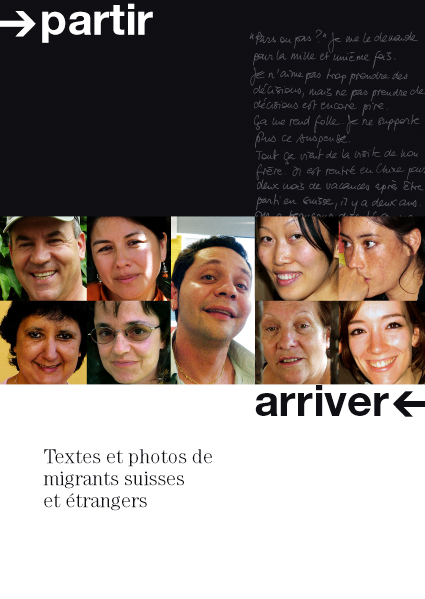 →partir
"Pars ou pas ?" Je me le demande
pour la mille et unième fois.
Je n'aime pas trop prendre des
décisions, mais ne pas prendre de
décisions est encore pire.
Ça me rend folle. Je ne supporte
plus ce suspense.
Tout ça vient de la visite de mon
frère. Il est rentré en Chine pour
deux mois de vacances après être
parti en Suisse, il y a deux ans.
arriver←
Textes et photos de
migrants suisses
et étrangers